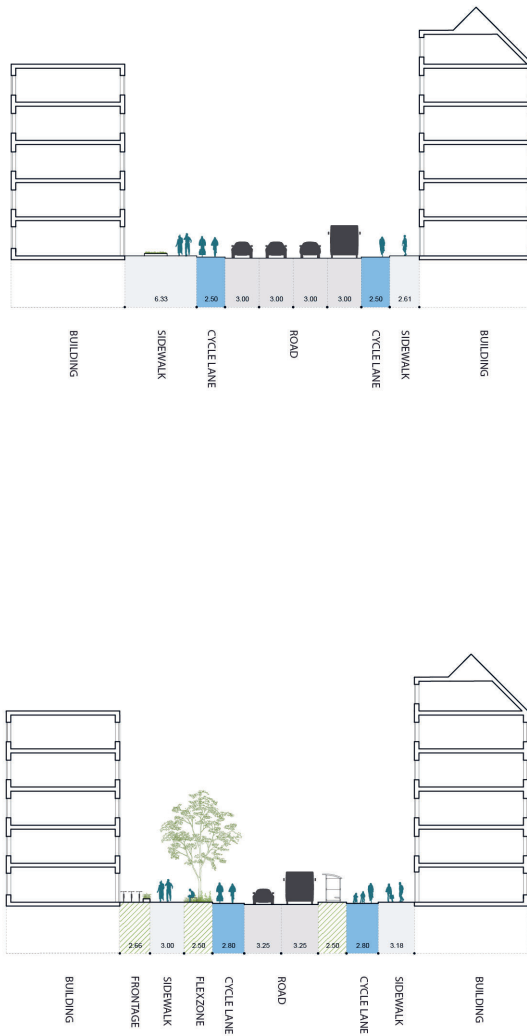 6.33 2.50 3.00 3.00 3.00 3.00 2.50 2.61
BUILDING
SIDEWALK
CYCLE LANE
ROAD
CYCLE LANE
SIDEWALK
BUILDING
2.66 3.00 2.50 2.80 3.25 3.25 2.50 2.80 3.18
BUILDING
FRONTAGE
SIDEWALK
FLEXZONE
CYCLE LANE
ROAD
CYCLE LANE
SIDEWALK
BUILDING